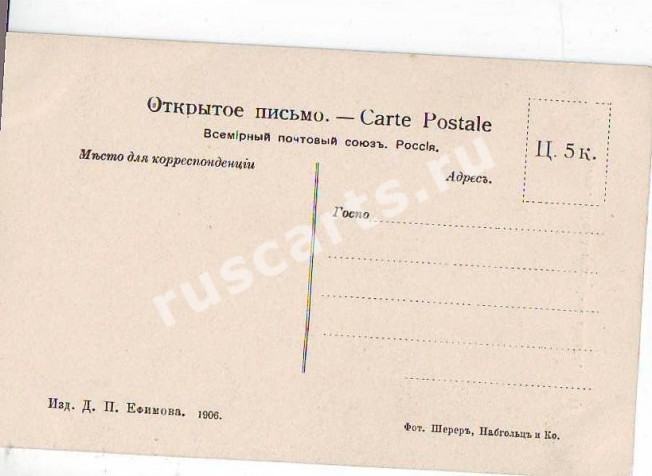 Открытое письмо. — Carte Postale
Всемірный почтовый союзъ. Россія.
Ц. 5 к.
Мѣсто для корреспонденціи
Адресъ.
Госпо
ruscarts.ru
Изд. Д. П. Ефимова. 1906.
Фот. Шереръ, Набгольцъ и Ко.